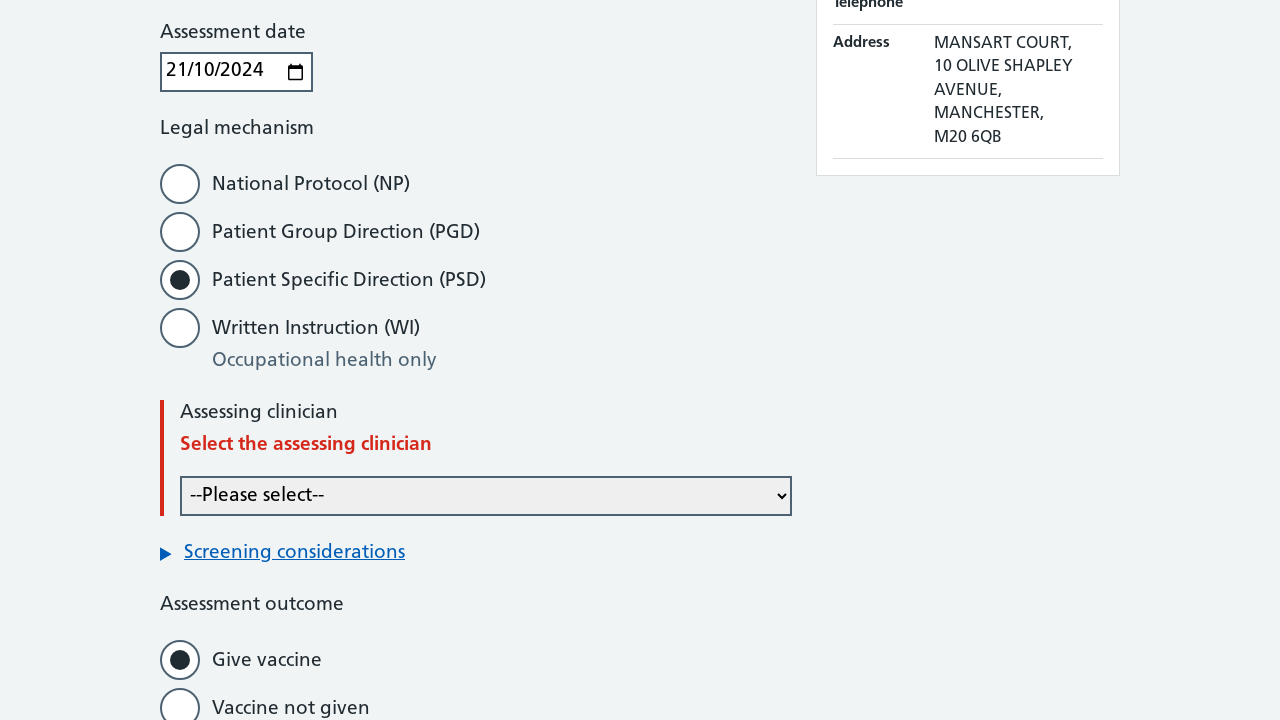 Assessment date
21/10/2024
Legal mechanism
National Protocol (NP)
Patient Group Direction (PGD)
Patient Specific Direction (PSD)
Written Instruction (WI)
Occupational health only
Assessing clinician
Select the assessing clinician
--Please select--
Screening considerations
Assessment outcome
Give vaccine
Vaccine not given
Telephone
Address
MANSART COURT,
10 OLIVE SHAPLEY
AVENUE,
MANCHESTER,
M20 6QB